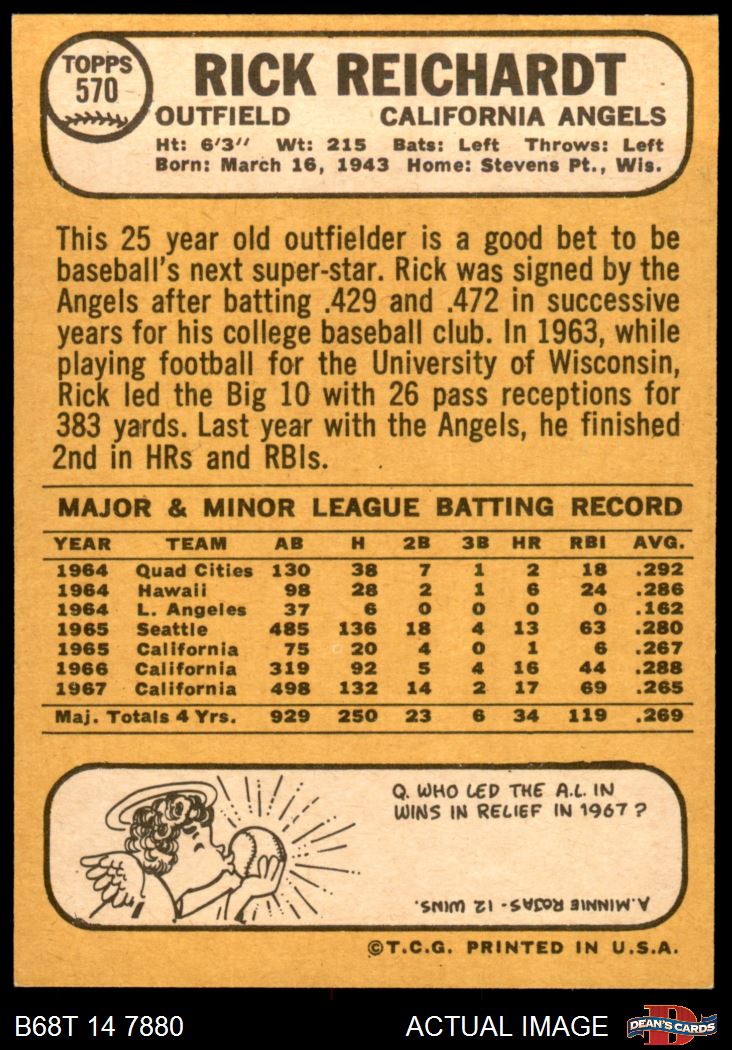 TOPPS
570
RICK REICHARDT
OUTFIELD CALIFORNIA ANGELS
Ht: 6'3" Wt: 215 Bats: Left Throws: Left
Born: March 16, 1943 Home: Stevens Pt., Wis.
This 25 year old outfielder is a good bet to be
baseball's next super-star. Rick was signed by the
Angels after batting .429 and .472 in successive
years for his college baseball club. In 1963, while
playing football for the University of Wisconsin,
Rick led the Big 10 with 26 pass receptions for
383 yards. Last year with the Angels, he finished
2nd in HRs and RBIs.
MAJOR & MINOR LEAGUE BATTING RECORD
YEAR TEAM AB H 2B 3B HR RBI AVG.
1964 Quad Cities 130 38 7 1 2 18 .292
1964 Hawaii 98 28 2 1 6 24 .286
1964 L. Angeles 37 6 0 0 0 0 .162
1965 Seattle 485 136 18 4 13 63 .280
1965 California 75 20 4 0 1 6 .267
1966 California 319 92 5 4 16 44 .288
1967 California 498 132 14 2 17 69 .265
Maj. Totals 4 Yrs. 929 250 23 6 34 119 .269
Q. WHO LED THE A.L. IN
WINS IN RELIEF IN 1967?
A. MINNIE ROJAS - 12 WINS.
©T.C.G. PRINTED IN U.S.A.
B68T 14 7880 ACTUAL IMAGE
DEAN'S CARDS